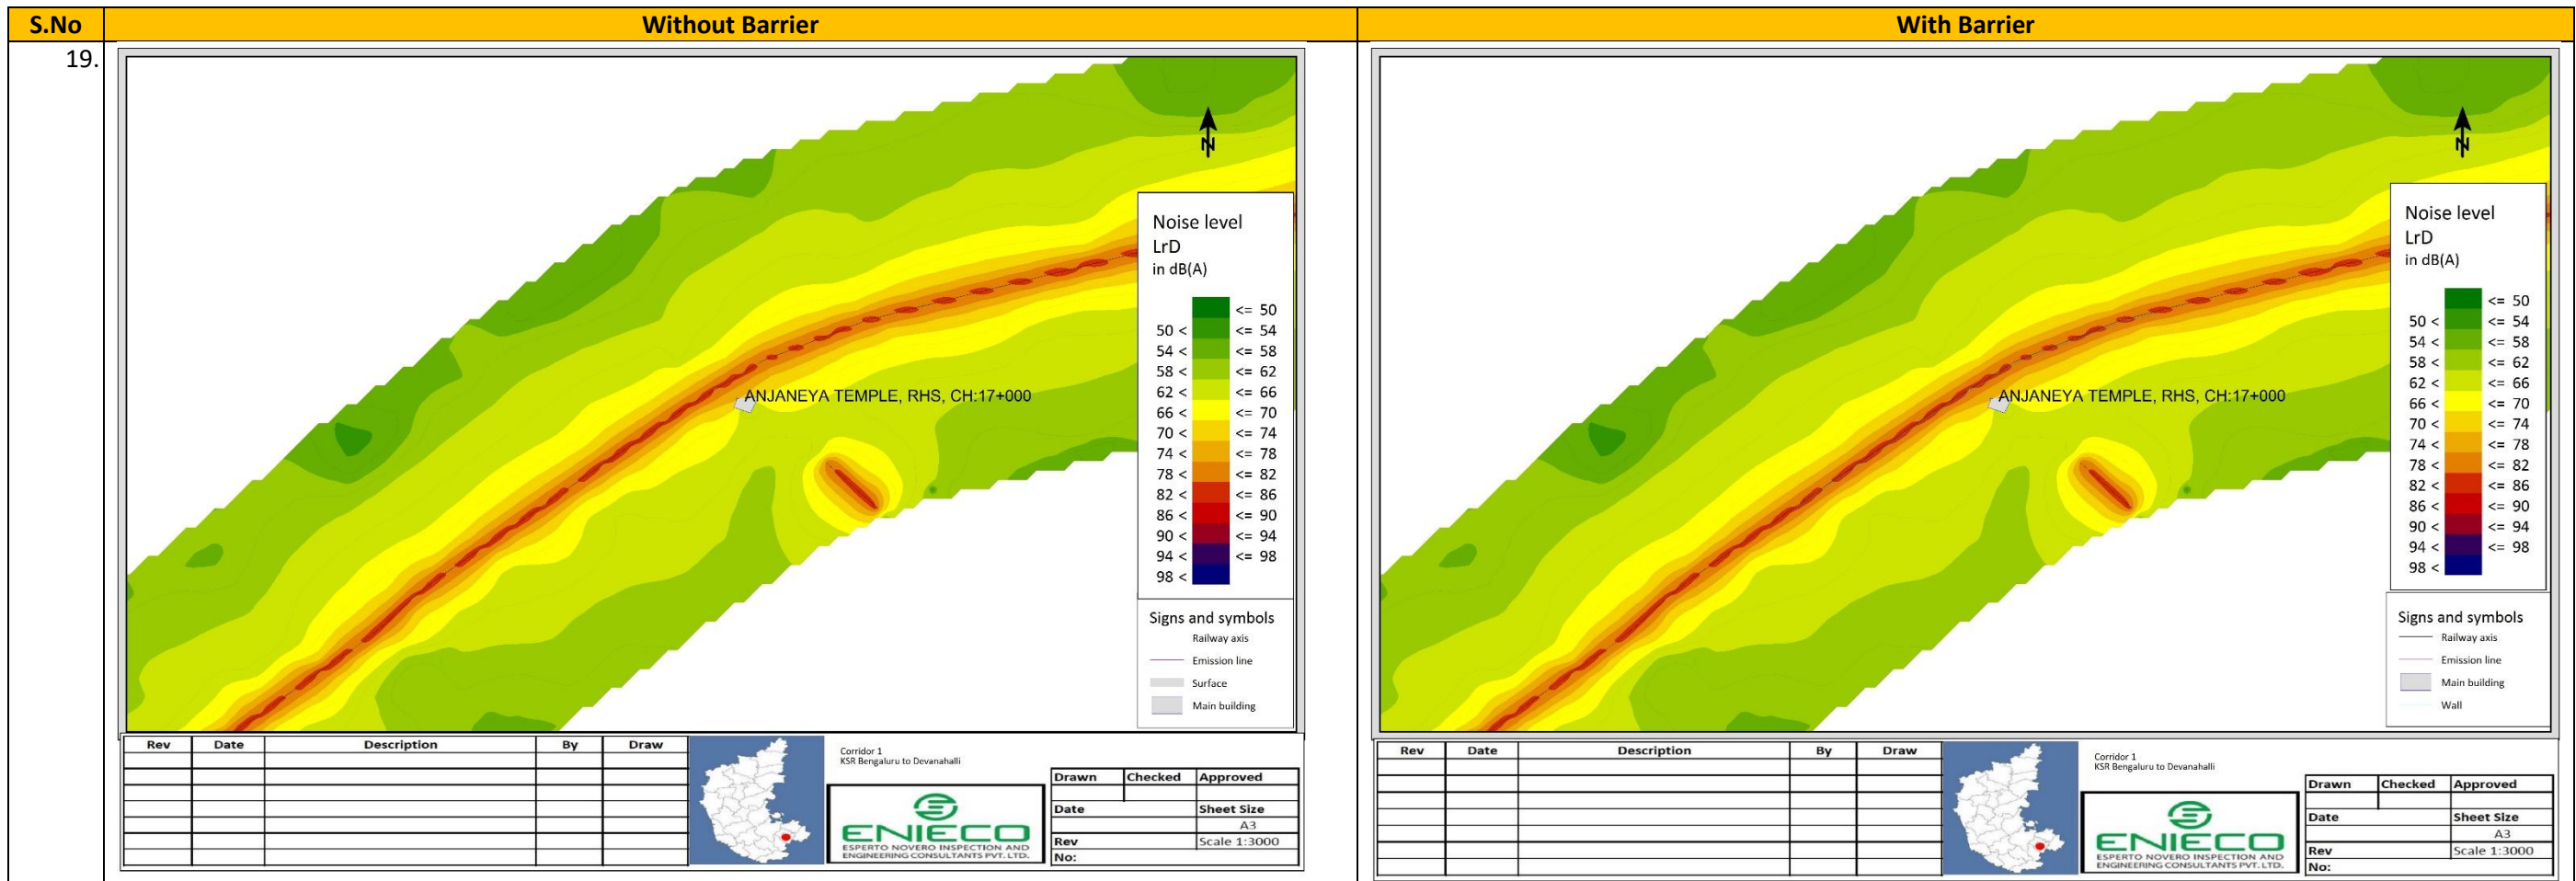 S.No Without Barrier With Barrier
19.
N
Noise level
LrD
in dB(A)
<= 50
50 < <= 54
54 < <= 58
58 < <= 62
62 < <= 66
66 < <= 70
70 < <= 74
74 < <= 78
78 < <= 82
82 < <= 86
86 < <= 90
90 < <= 94
94 < <= 98
98 <
ANJANEYA TEMPLE, RHS, CH:17+000
Signs and symbols
Railway axis
Emission line
Surface
Main building
Rev Date Description By Draw
Corridor 1
KSR Bengaluru to Devanahalli
ENIECO
ESPERTO NOVERO INSPECTION AND
ENGINEERING CONSULTANTS PVT. LTD.
Drawn Checked Approved
Date Sheet Size
A3
Rev Scale 1:3000
No:
N
Noise level
LrD
in dB(A)
<= 50
50 < <= 54
54 < <= 58
58 < <= 62
62 < <= 66
66 < <= 70
70 < <= 74
74 < <= 78
78 < <= 82
82 < <= 86
86 < <= 90
90 < <= 94
94 < <= 98
98 <
ANJANEYA TEMPLE, RHS, CH:17+000
Signs and symbols
Railway axis
Emission line
Main building
Wall
Rev Date Description By Draw
Corridor 1
KSR Bengaluru to Devanahalli
ENIECO
ESPERTO NOVERO INSPECTION AND
ENGINEERING CONSULTANTS PVT. LTD.
Drawn Checked Approved
Date Sheet Size
A3
Rev Scale 1:3000
No: